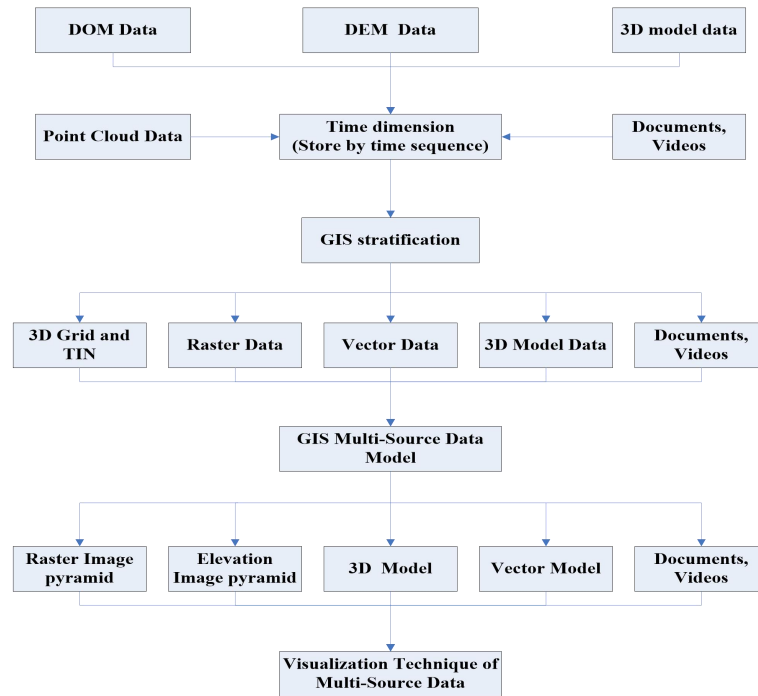 DOM Data
DEM Data
3D model data
Point Cloud Data
Time dimension
(Store by time sequence)
Documents,
Videos
GIS stratification
3D Grid and
TIN
Raster Data
Vector Data
3D Model Data
Documents,
Videos
GIS Multi-Source Data
Model
Raster Image
pyramid
Elevation
Image pyramid
3D Model
Vector Model
Documents,
Videos
Visualization Technique of
Multi-Source Data